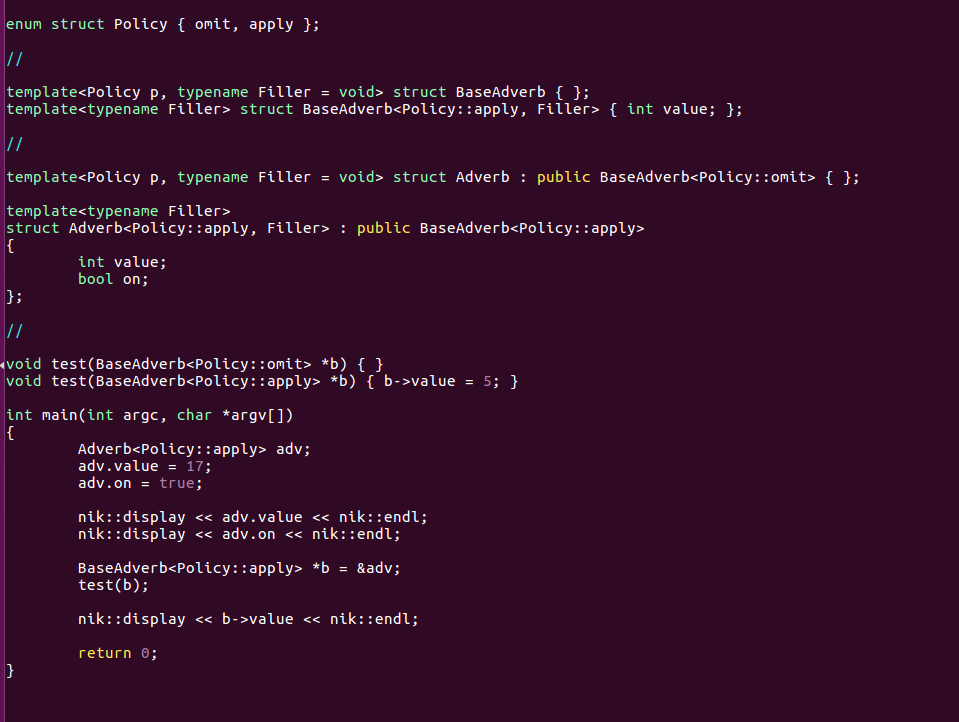 enum struct Policy { omit, apply };
//
template<Policy p, typename Filler = void> struct BaseAdverb { };
template<typename Filler> struct BaseAdverb<Policy::apply, Filler> { int value; };
//
template<Policy p, typename Filler = void> struct Adverb : public BaseAdverb<Policy::omit> { };
template<typename Filler>
struct Adverb<Policy::apply, Filler> : public BaseAdverb<Policy::apply>
{
        int value;
        bool on;
};
//
void test(BaseAdverb<Policy::omit> *b) { }
void test(BaseAdverb<Policy::apply> *b) { b->value = 5; }
int main(int argc, char *argv[])
{
        Adverb<Policy::apply> adv;
        adv.value = 17;
        adv.on = true;
        nik::display << adv.value << nik::endl;
        nik::display << adv.on << nik::endl;
        BaseAdverb<Policy::apply> *b = &adv;
        test(b);
        nik::display << b->value << nik::endl;
        return 0;
}